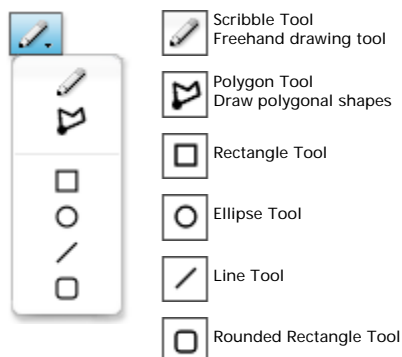 Scribble Tool
Freehand drawing tool
Polygon Tool
Draw polygonal shapes
Rectangle Tool
Ellipse Tool
Line Tool
Rounded Rectangle Tool